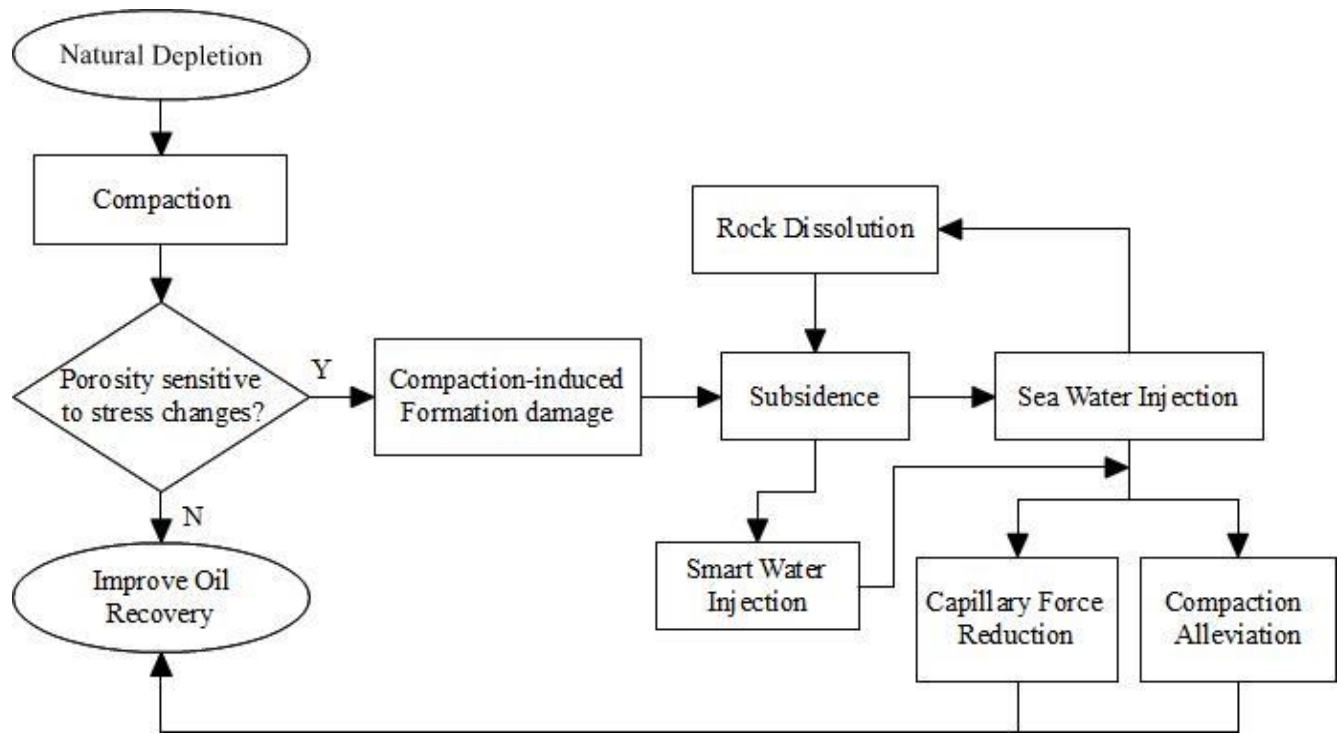 Natural Depletion
Compaction
Porosity sensitive
to stress changes?
Y
N
Improve Oil
Recovery
Compaction-induced
Formation damage
Rock Dissolution
Subsidence
Sea Water Injection
Smart Water
Injection
Capillary Force
Reduction
Compaction
Alleviation